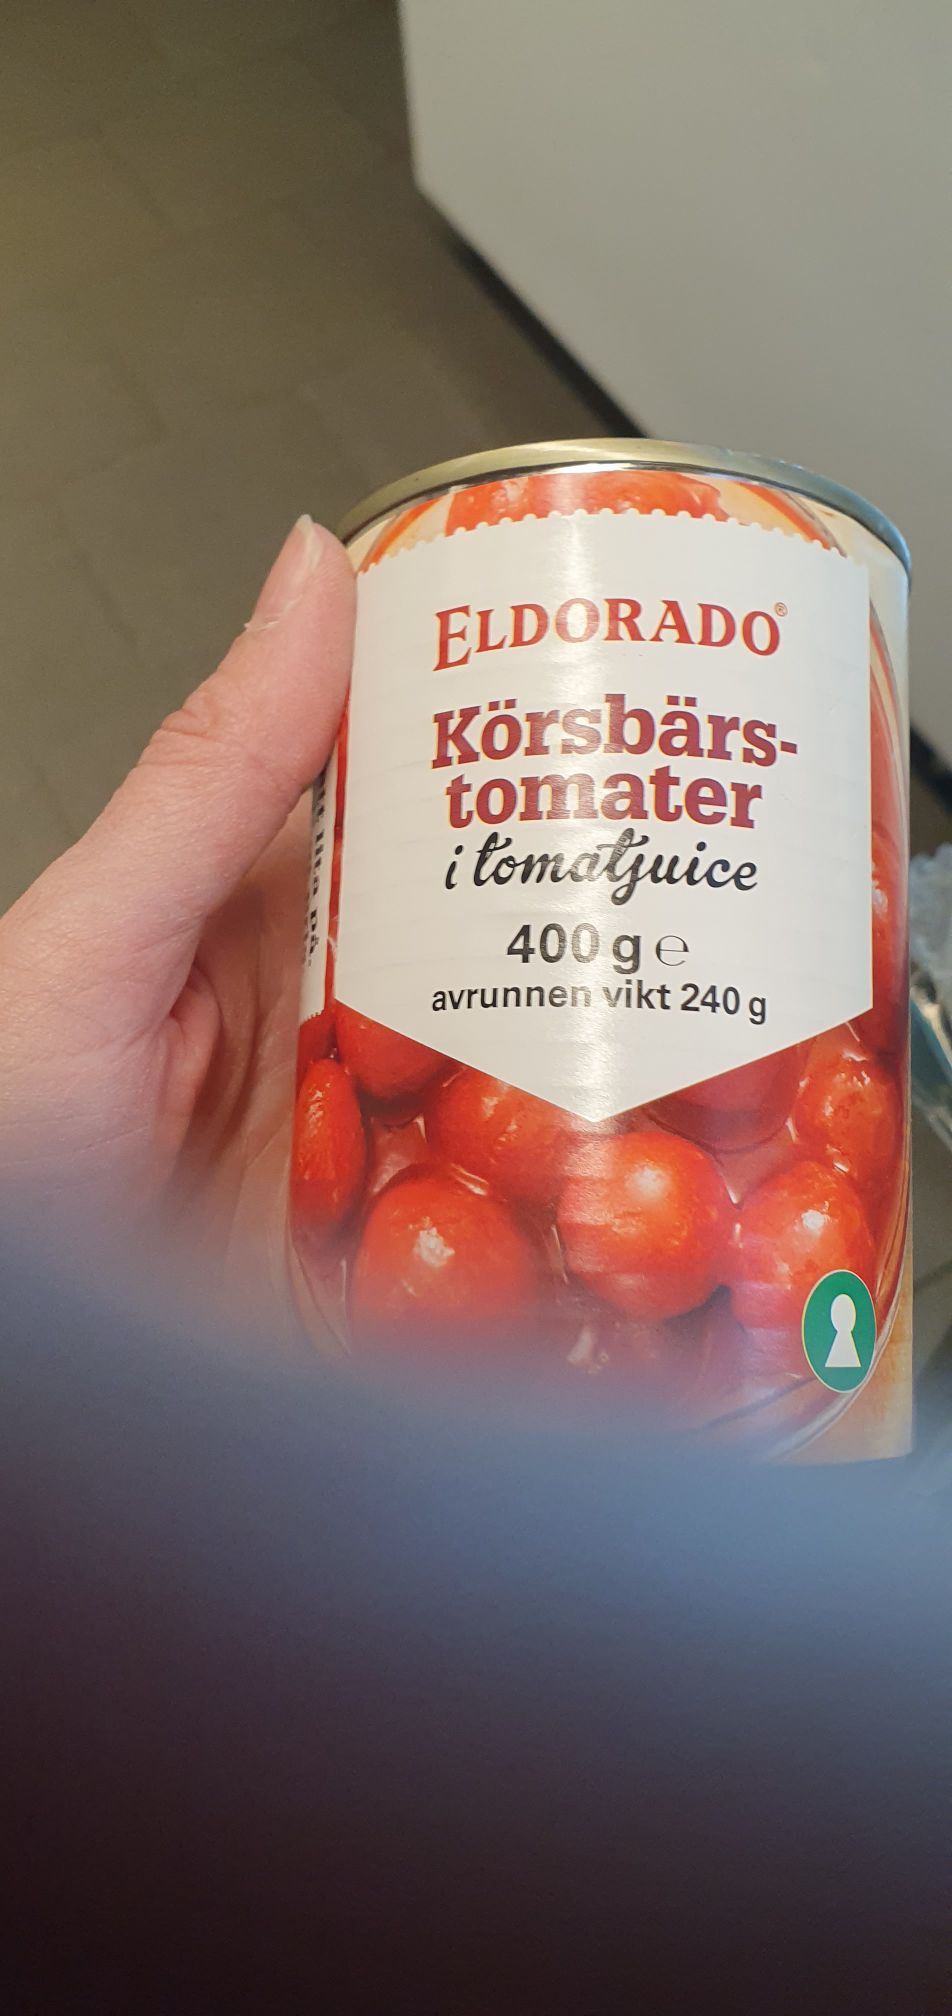 ELDORADO®
Körsbärs-
tomater
i tomatjuice
400 g ℮
avrunnen vikt 240 g